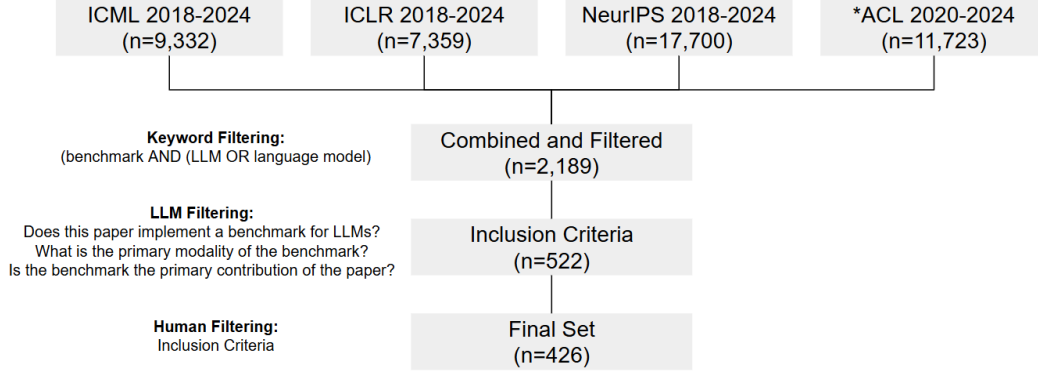 ICML 2018-2024
(n=9,332)
ICLR 2018-2024
(n=7,359)
NeurIPS 2018-2024
(n=17,700)
*ACL 2020-2024
(n=11,723)
Keyword Filtering:
(benchmark AND (LLM OR language model)
Combined and Filtered
(n=2,189)
LLM Filtering:
Does this paper implement a benchmark for LLMs?
What is the primary modality of the benchmark?
Is the benchmark the primary contribution of the paper?
Inclusion Criteria
(n=522)
Human Filtering:
Inclusion Criteria
Final Set
(n=426)